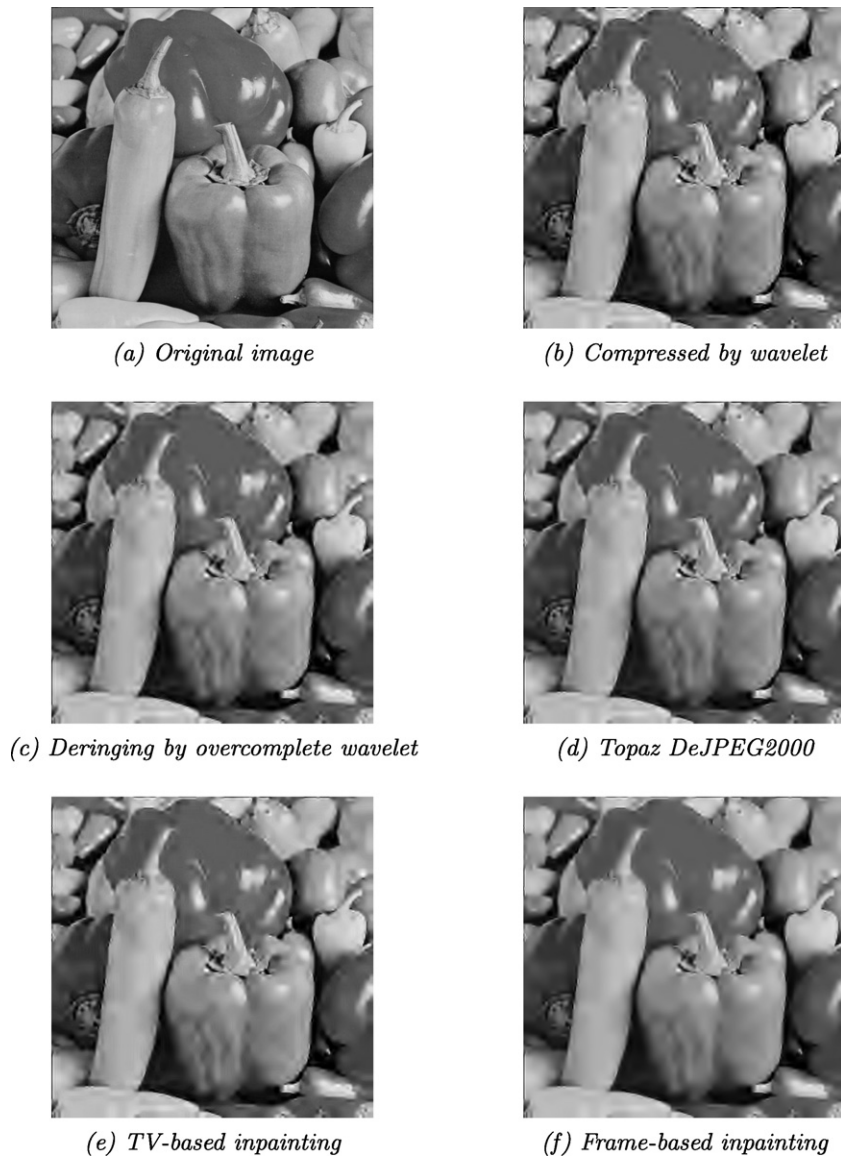 (a) Original image
(b) Compressed by wavelet
(c) Deringing by overcomplete wavelet
(d) Topaz DeJPEG2000
(e) TV-based inpainting
(f) Frame-based inpainting